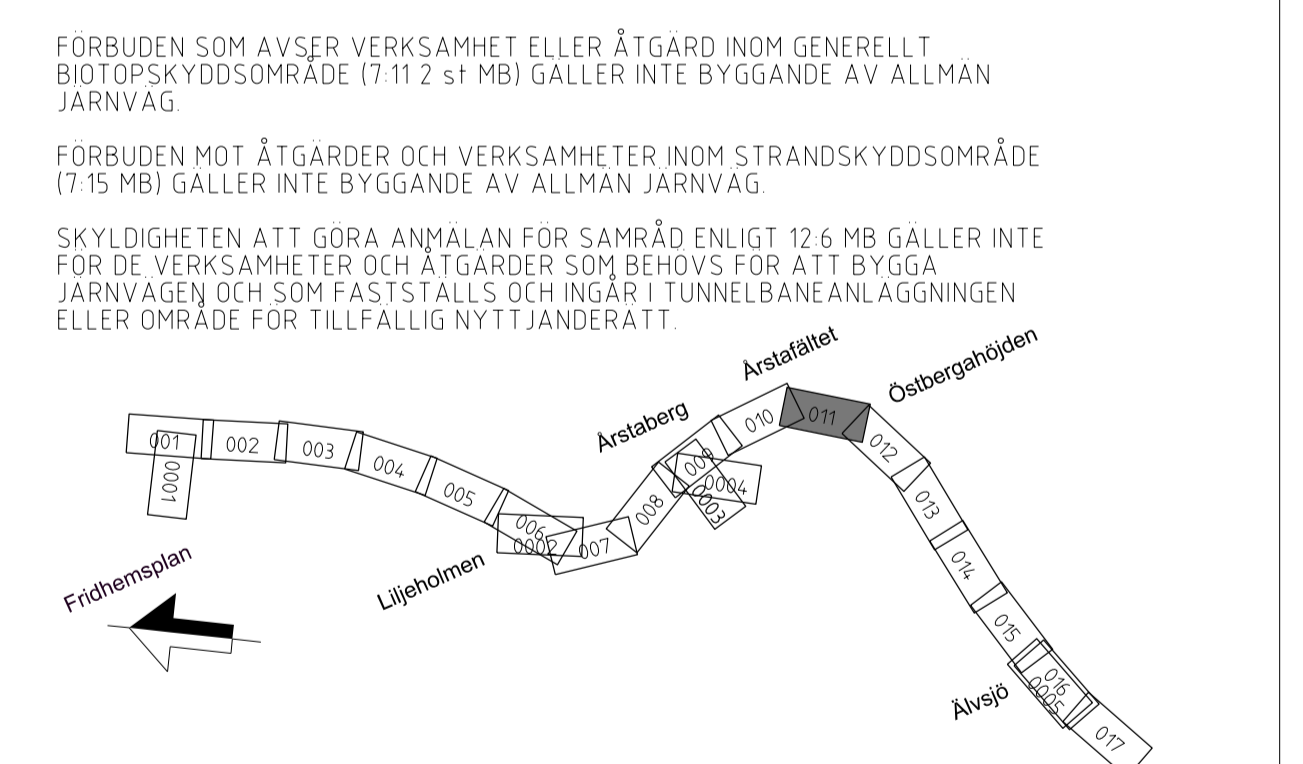 FÖRBUDEN SOM AVSER VERKSAMHET ELLER ÅTGÄRD INOM GENERELLT
BIOTOPSKYDDSOMRÅDE (7:11 2 st MB) GÄLLER INTE BYGGANDE AV ALLMÄN
JÄRNVÄG.
FÖRBUDEN MOT ÅTGÄRDER OCH VERKSAMHETER INOM STRANDSKYDDSOMRÅDE
(7:15 MB) GÄLLER INTE BYGGANDE AV ALLMÄN JÄRNVÄG.
SKYLDIGHETEN ATT GÖRA ANMÄLAN FÖR SAMRÅD ENLIGT 12:6 MB GÄLLER INTE
FÖR DE VERKSAMHETER OCH ÅTGÄRDER SOM BEHÖVS FÖR ATT BYGGA
JÄRNVÄGEN OCH SOM FASTSTÄLLS OCH INGÅR I TUNNELBANEANLÄGGNINGEN
ELLER OMRÅDE FÖR TILLFÄLLIG NYTTJANDERÄTT.
Årstafältet
Östbergahöjden
Årstaberg
001
002
003
004
005
006
007
008
009
010
011
012
013
014
015
016
017
0001
0002
0003
0004
0005
Fridhemsplan
Liljeholmen
Älvsjö